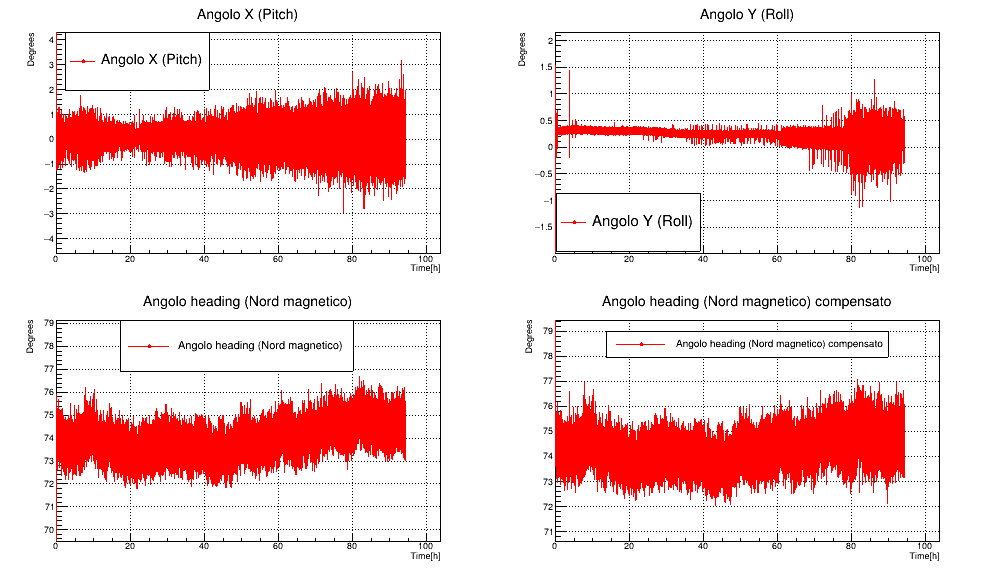 Angolo X (Pitch)
Degrees
4
3
2
1
0
−1
−2
−3
−4
Angolo X (Pitch)
0 20 40 60 80 100
Time[h]
Angolo Y (Roll)
Degrees
2
1.5
1
0.5
0
−0.5
−1
−1.5
Angolo Y (Roll)
0 20 40 60 80 100
Time[h]
Angolo heading (Nord magnetico)
Degrees
79
78
77
76
75
74
73
72
71
70
Angolo heading (Nord magnetico)
0 20 40 60 80 100
Time[h]
Angolo heading (Nord magnetico) compensato
Degrees
79
78
77
76
75
74
73
72
71
Angolo heading (Nord magnetico) compensato
0 20 40 60 80 100
Time[h]